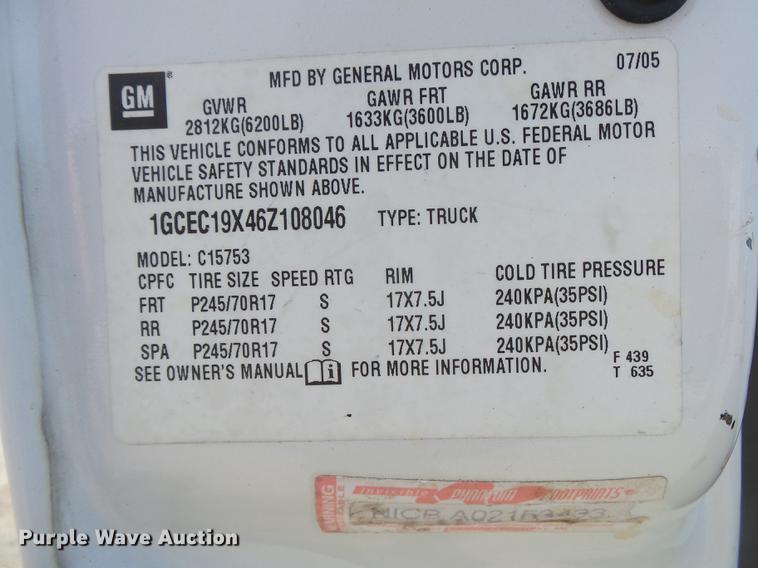 GM ® MFD BY GENERAL MOTORS CORP. 07/05
GVWR GAWR FRT GAWR RR
2812KG(6200LB) 1633KG(3600LB) 1672KG(3686LB)
THIS VEHICLE CONFORMS TO ALL APPLICABLE U.S. FEDERAL MOTOR
VEHICLE SAFETY STANDARDS IN EFFECT ON THE DATE OF
MANUFACTURE SHOWN ABOVE.
1GCEC19X46Z108046 TYPE: TRUCK
MODEL: C15753
CPFC TIRE SIZE SPEED RTG RIM COLD TIRE PRESSURE
FRT P245/70R17 S 17X7.5J 240KPA(35PSI)
RR P245/70R17 S 17X7.5J 240KPA(35PSI)
SPA P245/70R17 S 17X7.5J 240KPA(35PSI)
SEE OWNER'S MANUAL i FOR MORE INFORMATION. F 439
T 635
WARNING
Invisible FOOTPRINTS
NICB
Purple Wave Auction